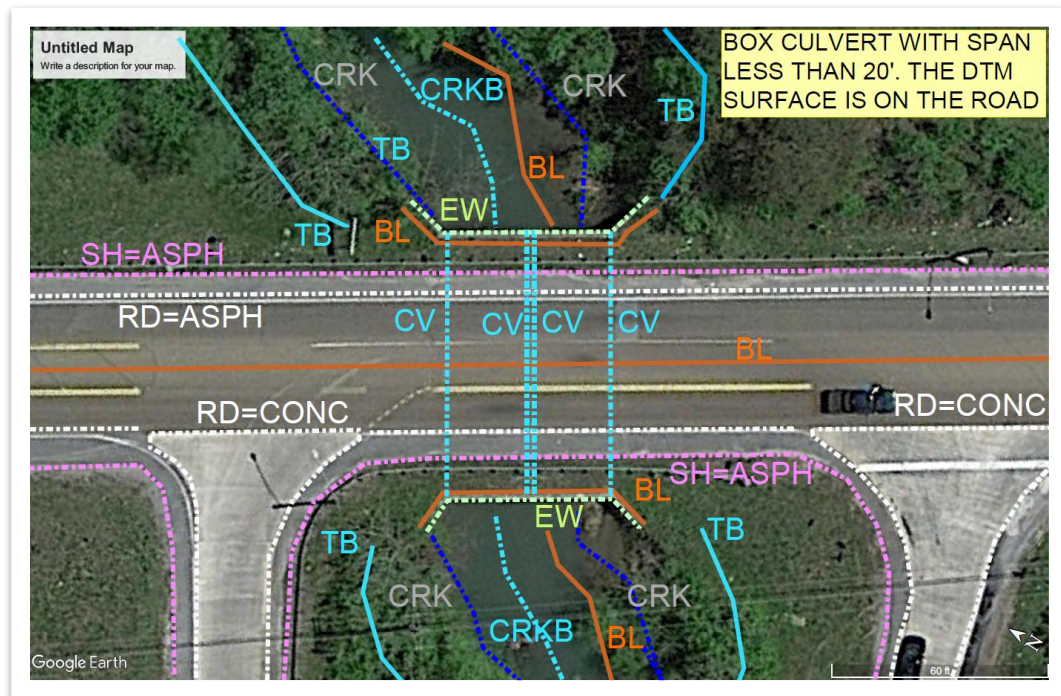 Untitled Map
Write a description for your map.
BOX CULVERT WITH SPAN
LESS THAN 20'. THE DTM
SURFACE IS ON THE ROAD
CRK
CRKB
CRK
TB
TB
BL
EW
BL
TB
SH=ASPH
RD=ASPH
CV
CV
CV
CV
BL
RD=CONC
RD=CONC
SH=ASPH
BL
EW
TB
TB
CRK
CRK
CRKB
BL
Google Earth
N
60 ft